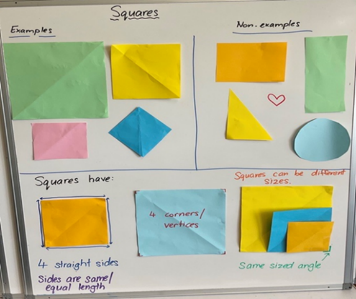 Squares
Examples
Non-examples
Squares have:
4 straight sides
Sides are same/
equal length
4 corners/
vertices
Squares can be different
sizes.
Same sized angle